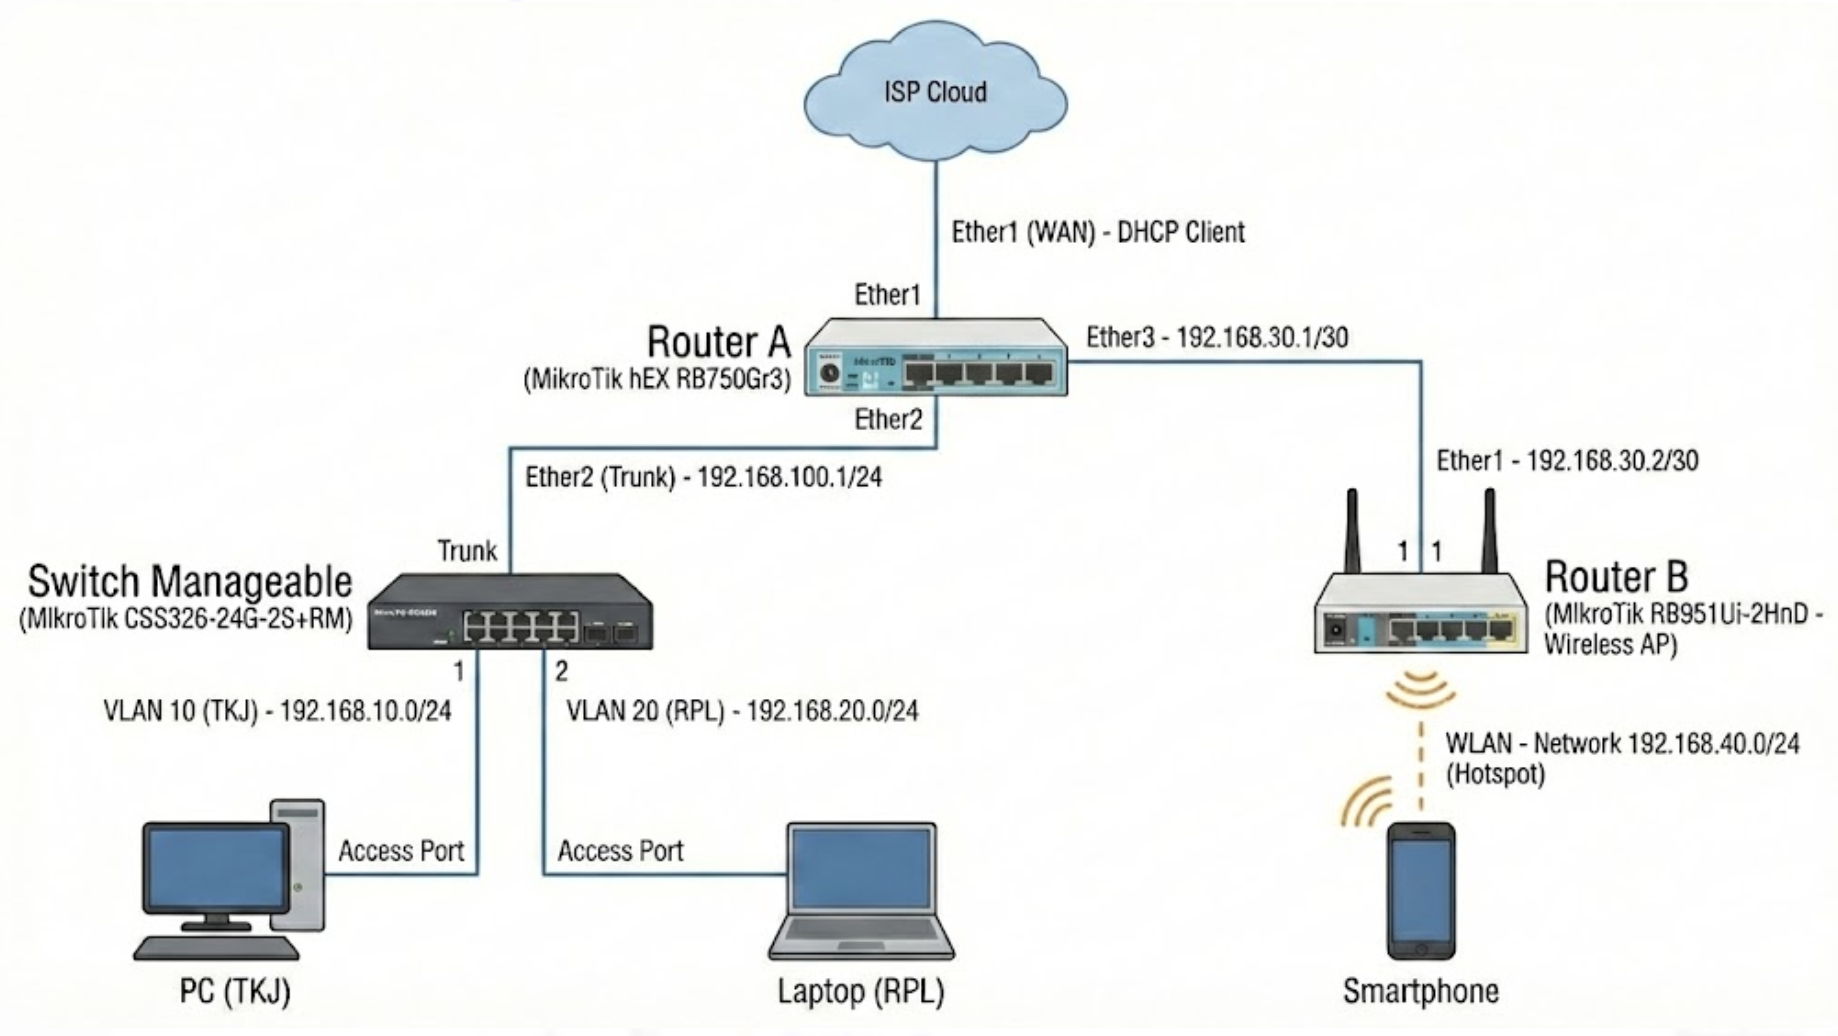 ISP Cloud
Ether1 (WAN) - DHCP Client
Ether1
Router A
(MikroTik hEX RB750Gr3)
Ether3 - 192.168.30.1/30
Ether2
Ether2 (Trunk) - 192.168.100.1/24
Ether1 - 192.168.30.2/30
Trunk
1 1
Switch Manageable
(MIkroTIk CSS326-24G-2S+RM)
Router B
(MIkroTik RB951Ui-2HnD -
Wireless AP)
1
2
VLAN 10 (TKJ) - 192.168.10.0/24
VLAN 20 (RPL) - 192.168.20.0/24
WLAN - Network 192.168.40.0/24
(Hotspot)
Access Port
Access Port
PC (TKJ)
Laptop (RPL)
Smartphone